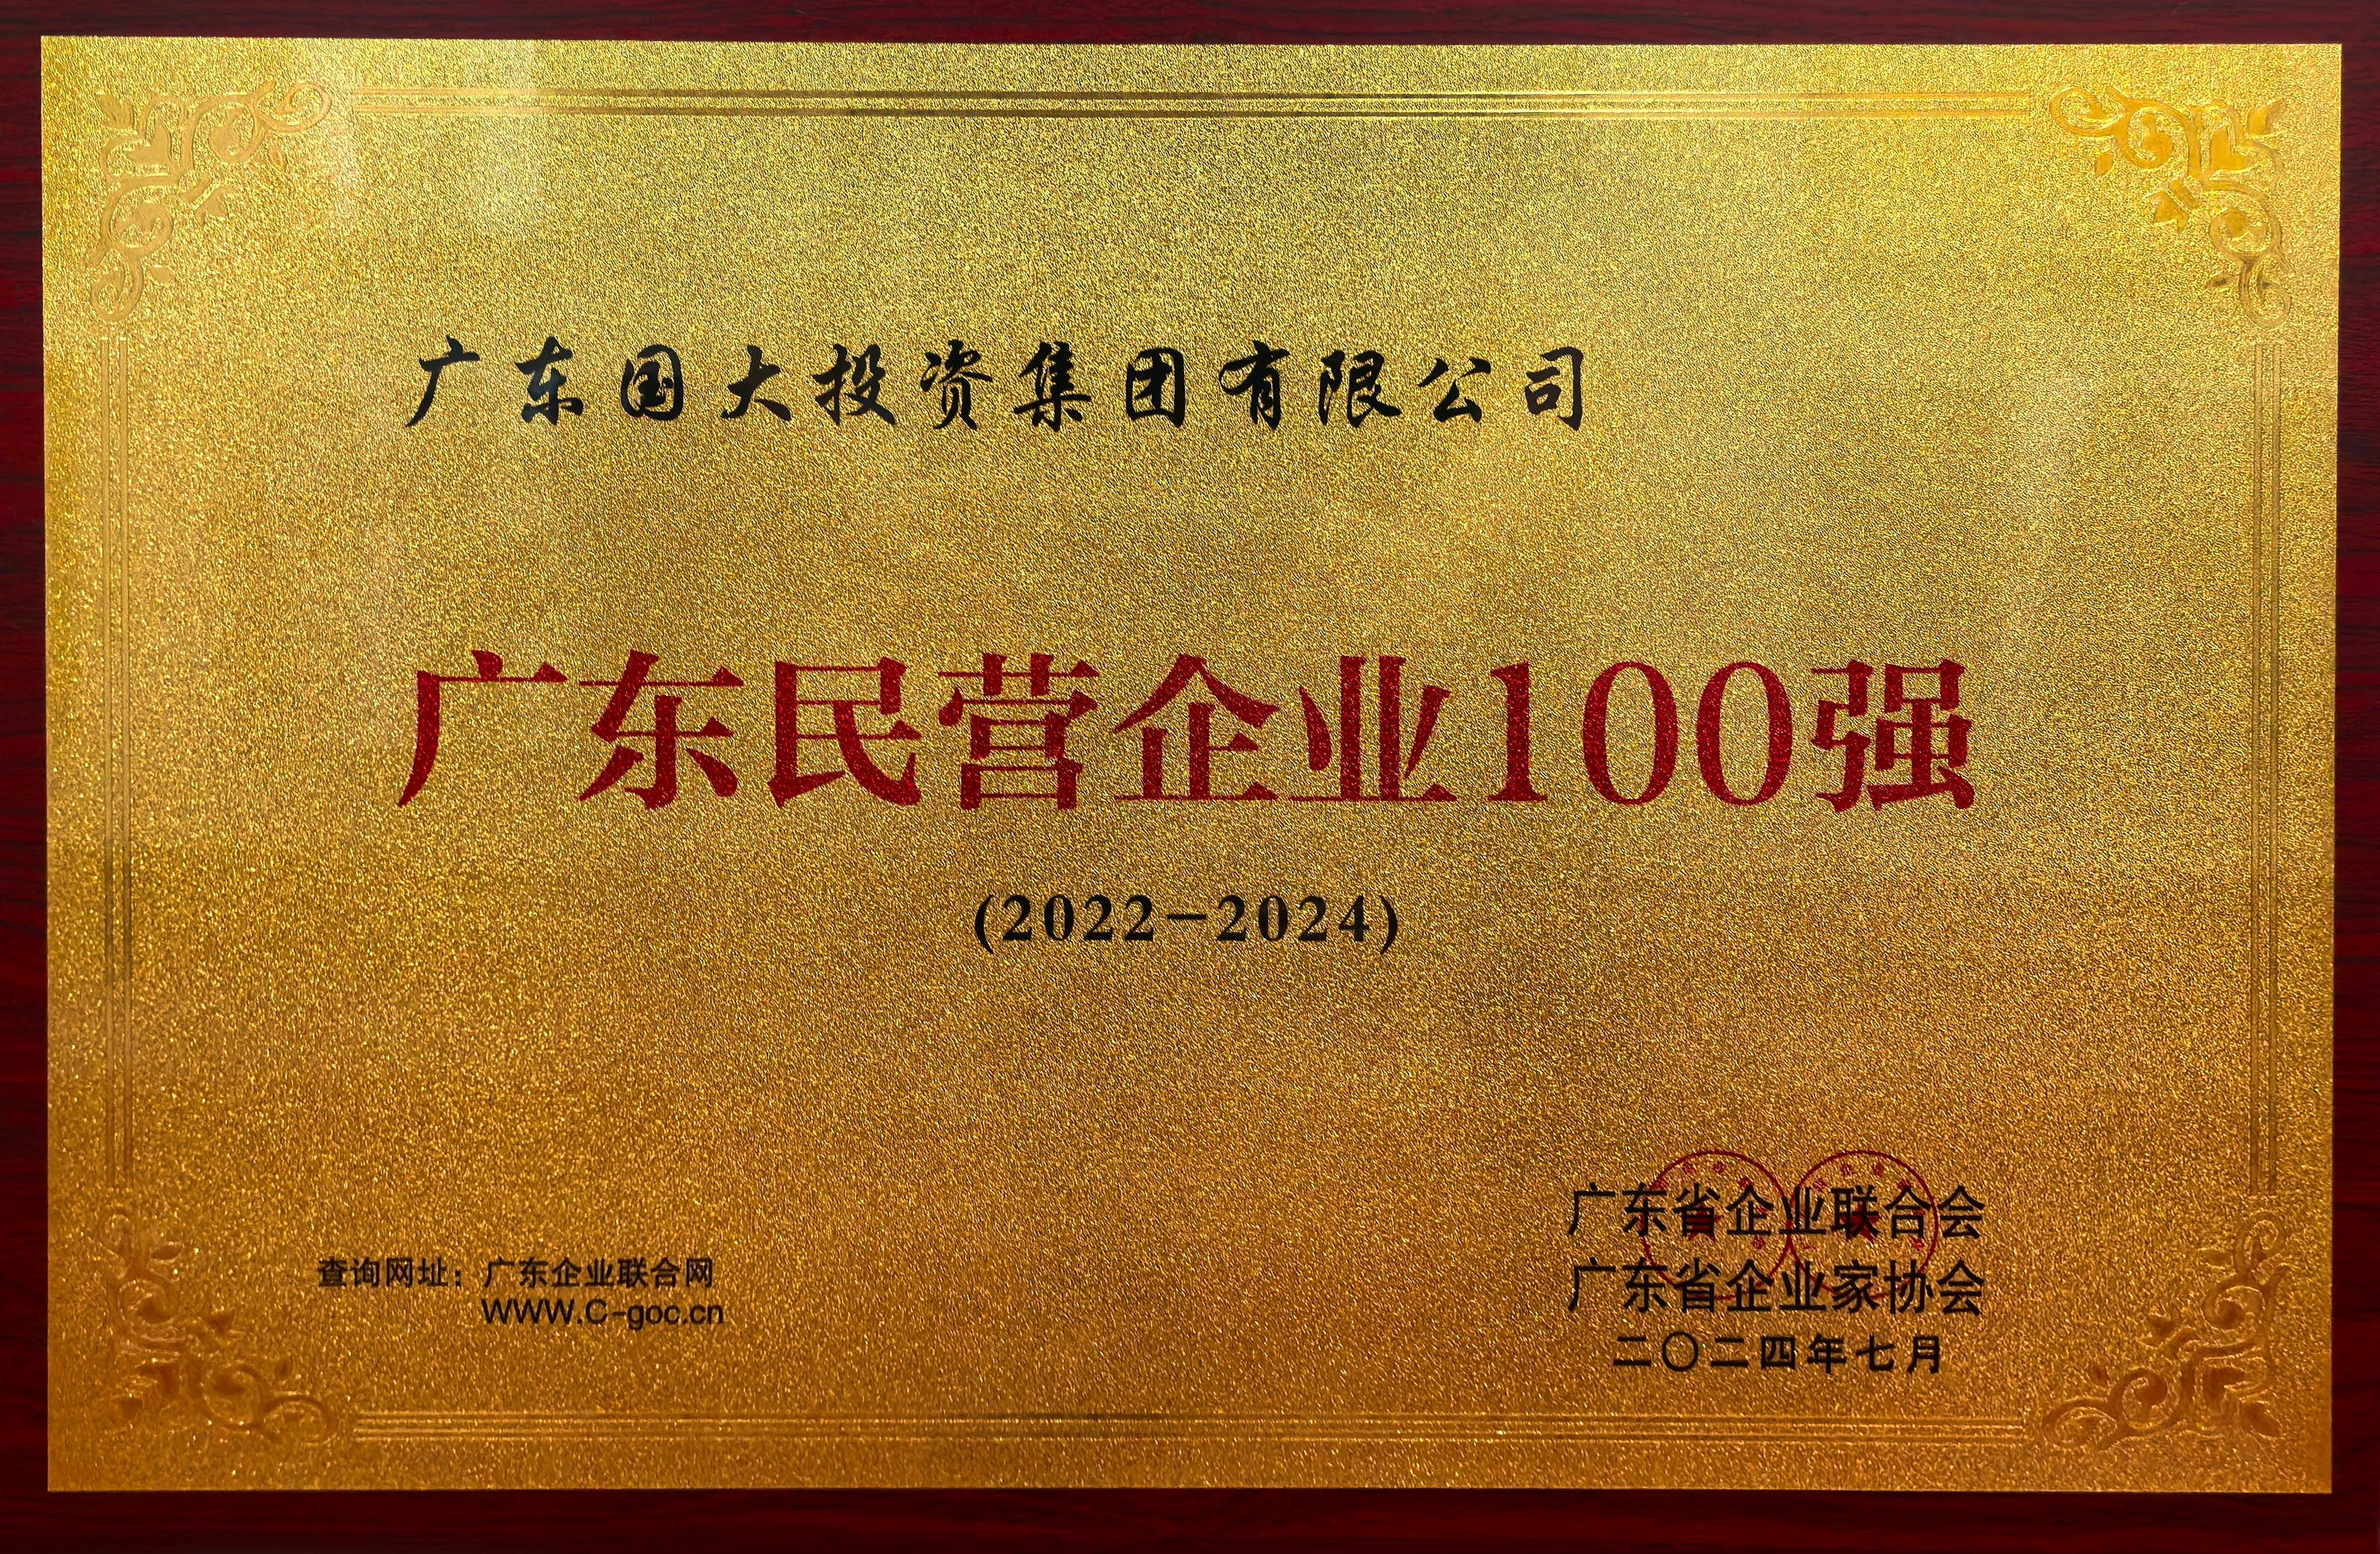 广东国大投资集团有限公司
广东民营企业100强
(2022-2024)
广东省企业联合会
广东省企业家协会
二〇二四年七月
查询网址：广东企业联合网
WWW.C-goc.cn